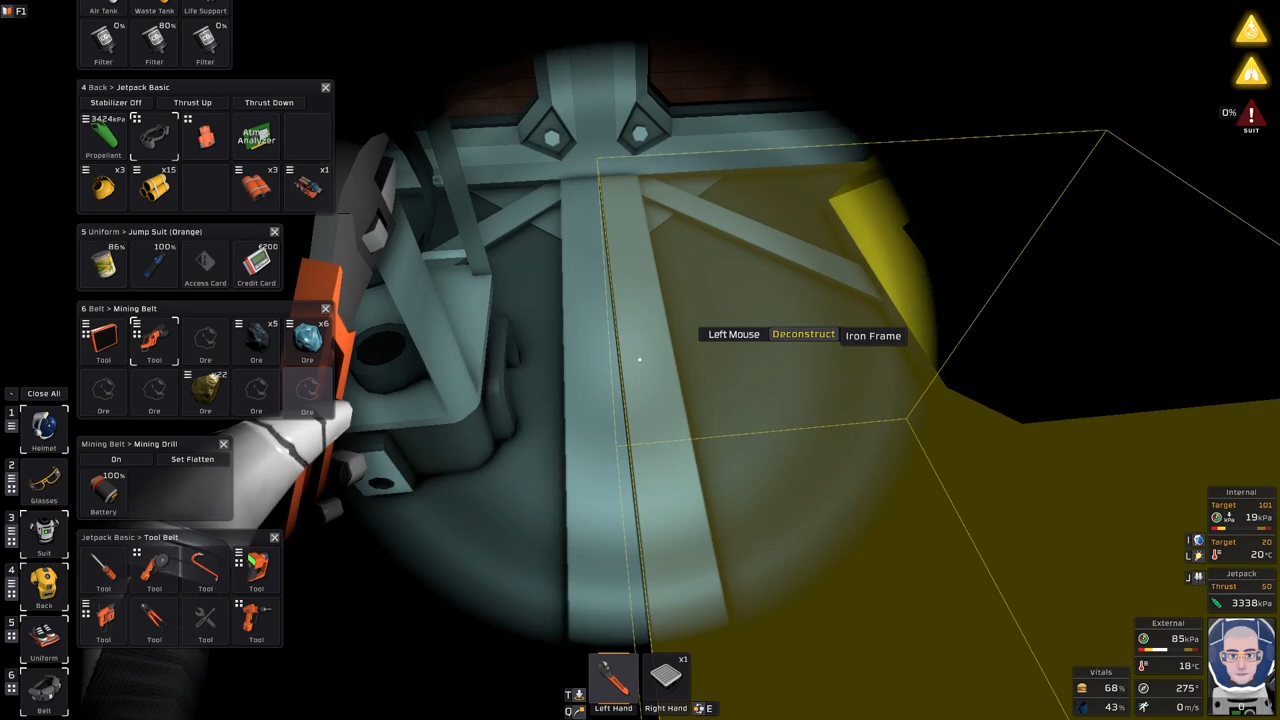 F1
Air Tank Waste Tank Life Support
0% 80% 0%
Filter Filter Filter
4 Back > Jetpack Basic
Stabilizer Off Thrust Up Thrust Down
3424kPa
Atm Analyzer
Propellant
x3 x15 x3 x1
5 Uniform > Jump Suit (Orange)
86% 100% £200
Access Card Credit Card
6 Belt > Mining Belt
x5 x6
Tool Tool Ore Ore Ore
x22
Ore Ore Ore Ore Ore
Mining Belt > Mining Drill
On Set Flatten
100%
Battery
Jetpack Basic > Tool Belt
Tool Tool Tool Tool
Tool Tool Tool Tool
- Close All
1
Helmet
2
Glasses
3
Suit
4
Back
5
Uniform
6
Belt
Left Mouse Deconstruct Iron Frame
0%
SUIT
Internal
Target 101
kPa 19kPa
Target 20
20°C
I
L
J
Jetpack
Thrust 50
3338kPa
External
85kPa
18°C
275°
0m/s
Vitals
68%
43%
0
x1
T
Q
E
Left Hand Right Hand